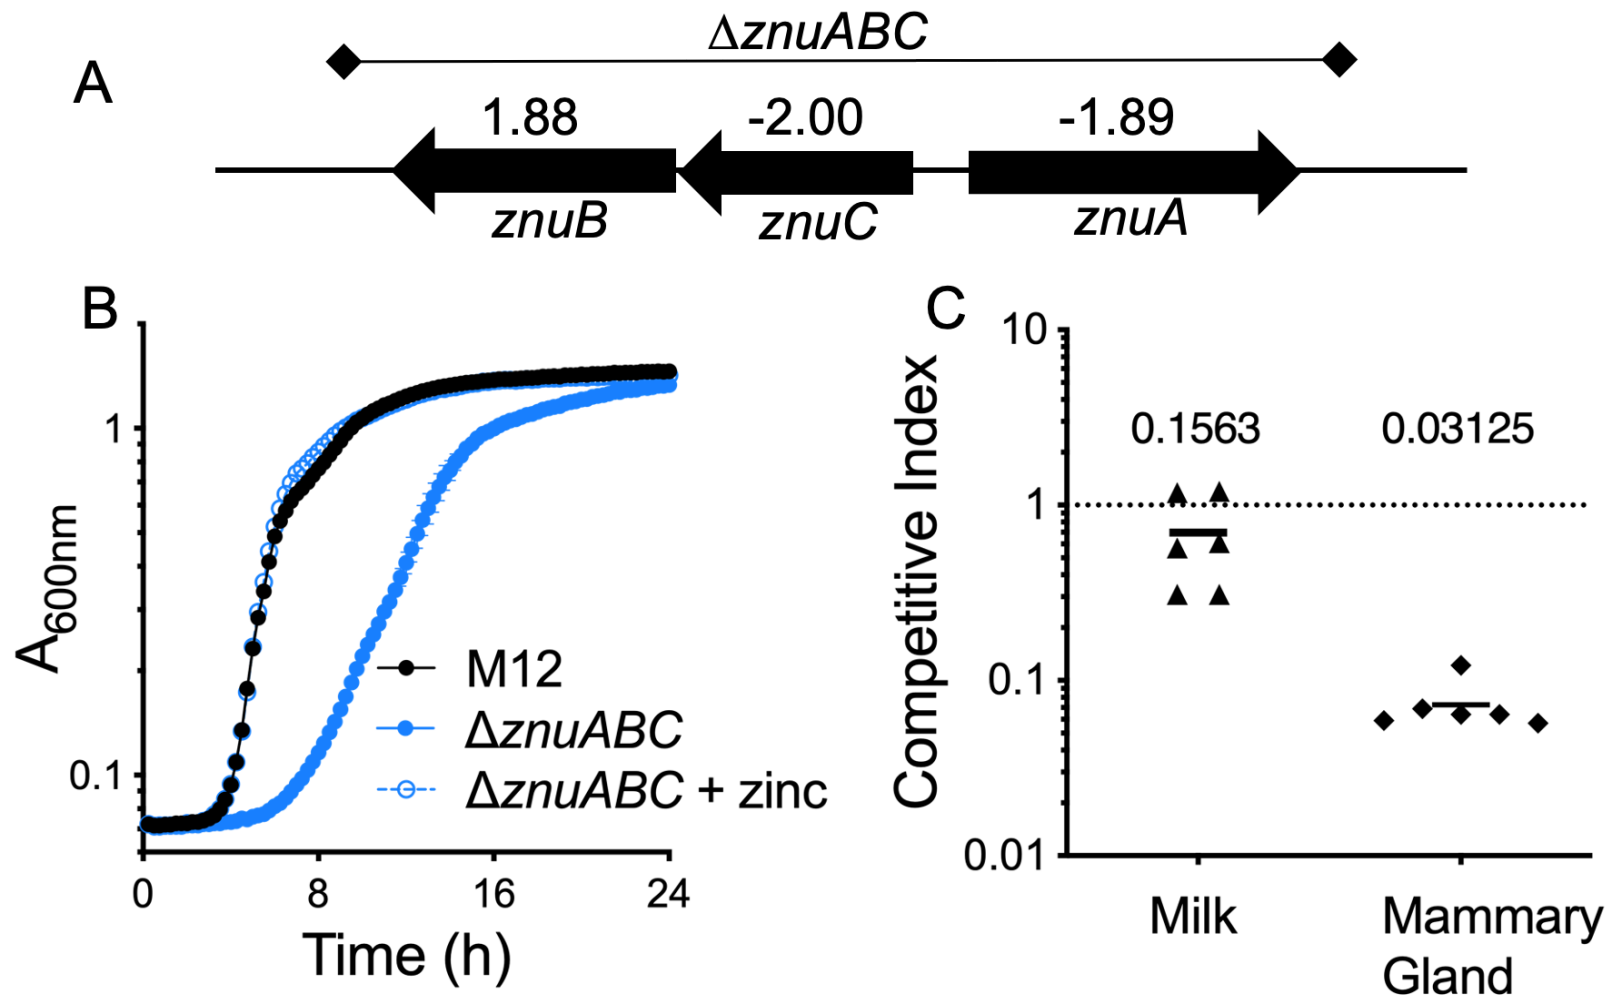 A
ΔznuABC
1.88 -2.00 -1.89
znuB znuC znuA
B
A600nm
1
0.1
0 8 16 24
Time (h)
M12
ΔznuABC
ΔznuABC + zinc
C
Competitive Index
10
1
0.1
0.01
0.1563 0.03125
Milk
Mammary
Gland